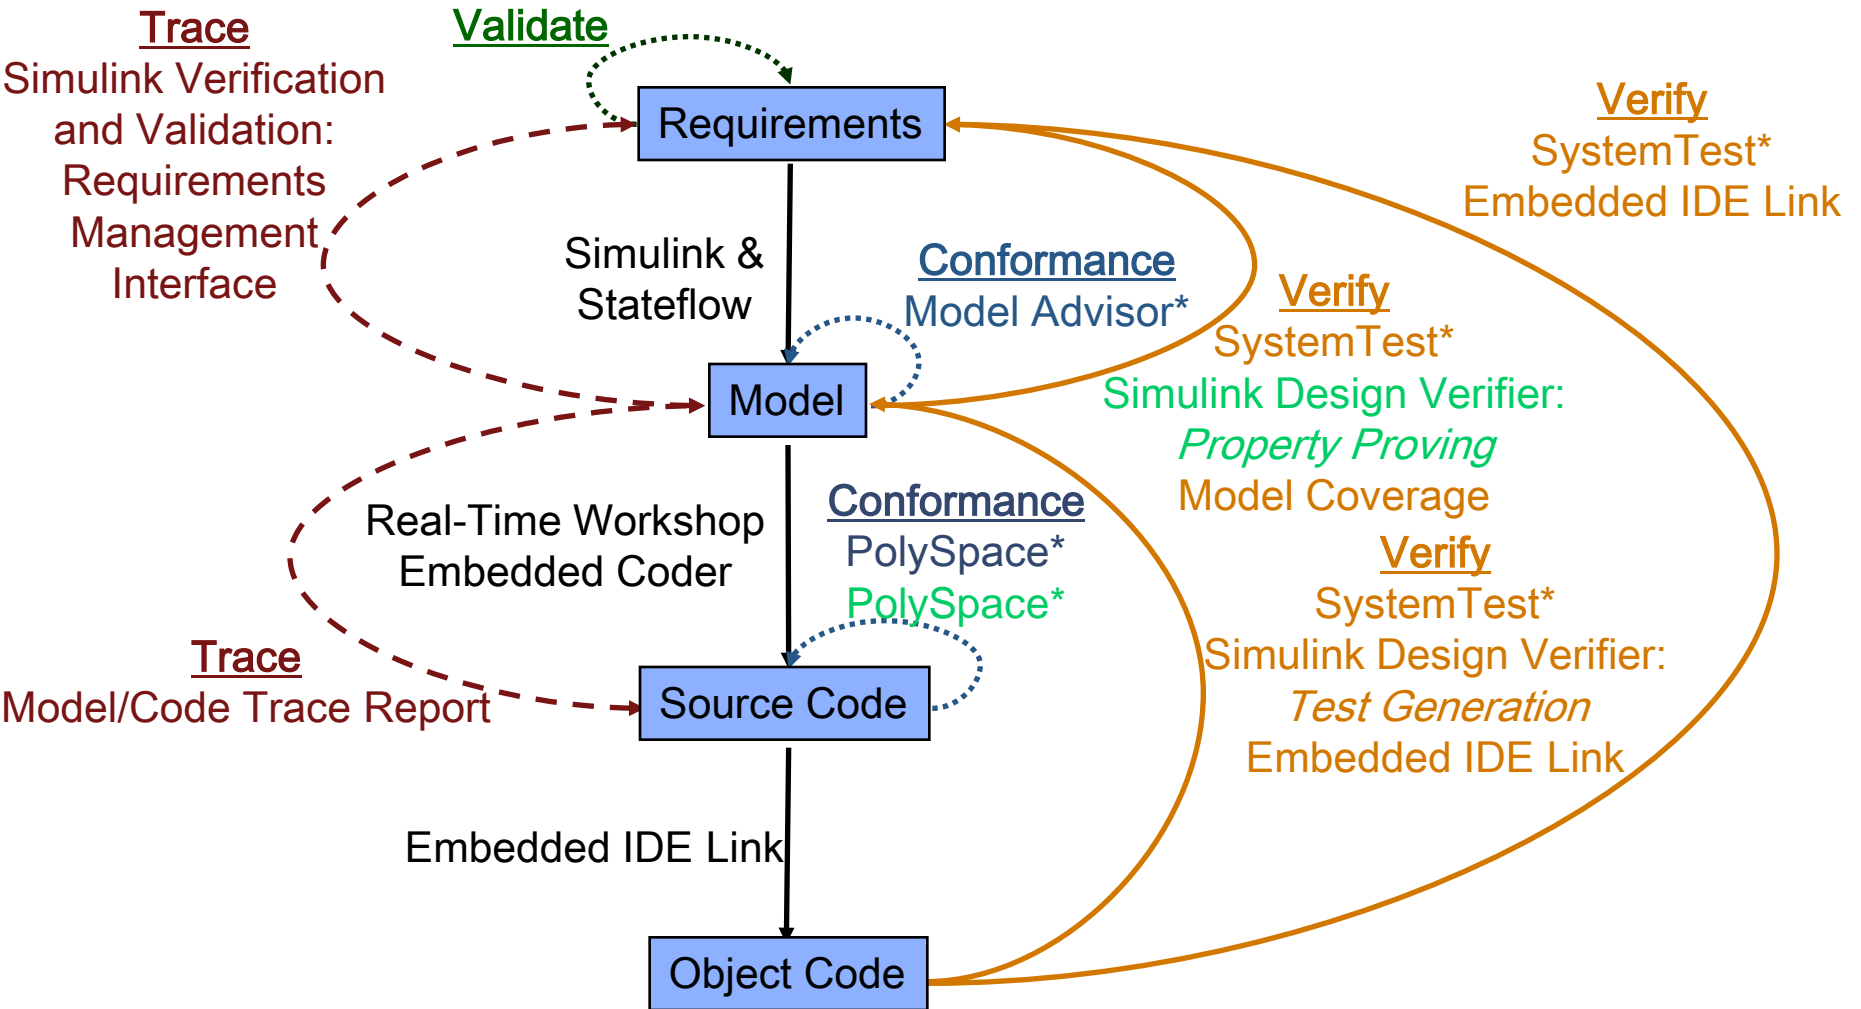 Trace
Simulink Verification
and Validation:
Requirements
Management
Interface
Validate
Requirements
Verify
SystemTest*
Embedded IDE Link
Simulink &
Stateflow
Conformance
Model Advisor*
Verify
SystemTest*
Simulink Design Verifier:
Property Proving
Model Coverage
Model
Real-Time Workshop
Embedded Coder
Conformance
PolySpace*
PolySpace*
Verify
SystemTest*
Simulink Design Verifier:
Test Generation
Embedded IDE Link
Trace
Model/Code Trace Report
Source Code
Embedded IDE Link
Object Code